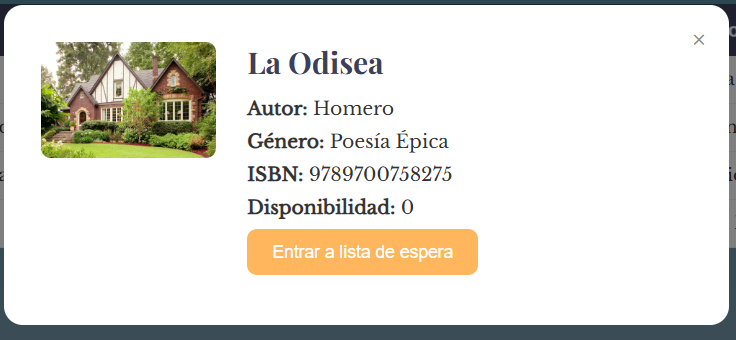 La Odisea
Autor: Homero
Género: Poesía Épica
ISBN: 9789700758275
Disponibilidad: 0
Entrar a lista de espera